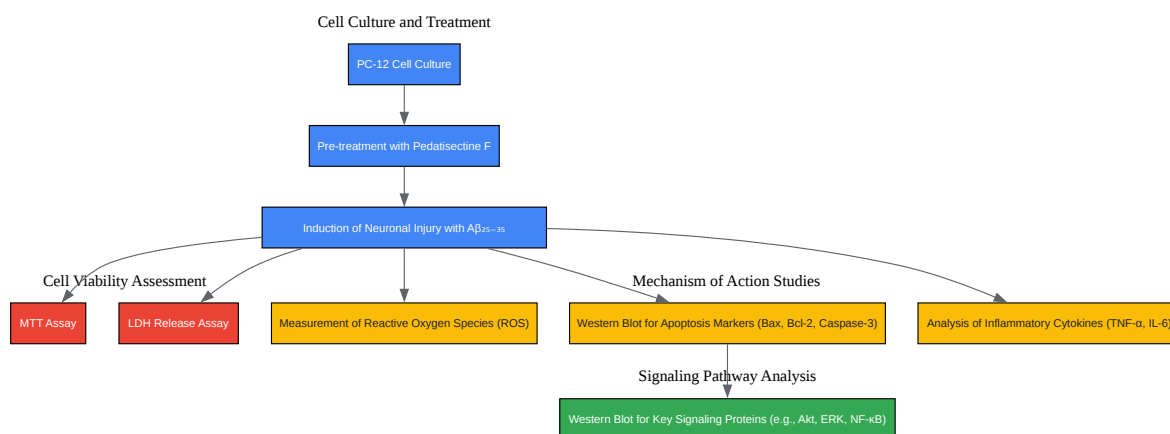 Cell Culture and Treatment
PC-12 Cell Culture
Pre-treatment with Pedatisectine F
Induction of Neuronal Injury with Aβ₂₅₋₃₅
Cell Viability Assessment
Mechanism of Action Studies
MTT Assay
LDH Release Assay
Measurement of Reactive Oxygen Species (ROS)
Western Blot for Apoptosis Markers (Bax, Bcl-2, Caspase-3)
Analysis of Inflammatory Cytokines (TNF-α, IL-6)
Signaling Pathway Analysis
Western Blot for Key Signaling Proteins (e.g., Akt, ERK, NF-κB)